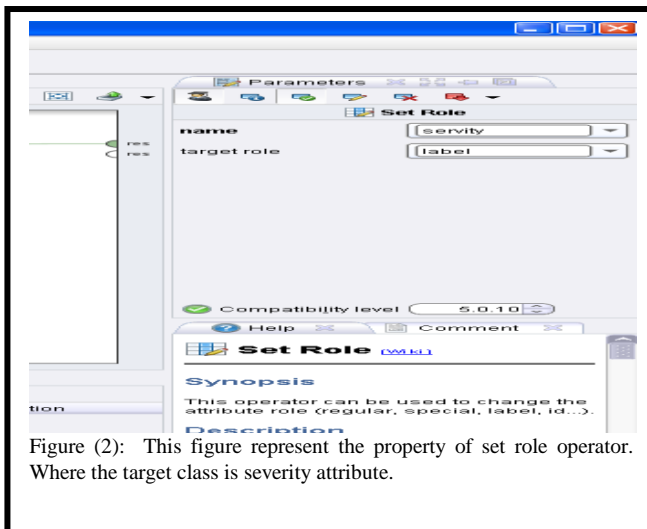 Parameters
Set Role
name
servity
res
res
target role
label
Compatibility level
5.0.10
Help
Comment
Set Role [Wiki]
Synopsis
This operator can be used to change the
attribute role (regular, special, label, id...).
tion
Description
Figure (2): This figure represent the property of set role operator.
Where the target class is severity attribute.